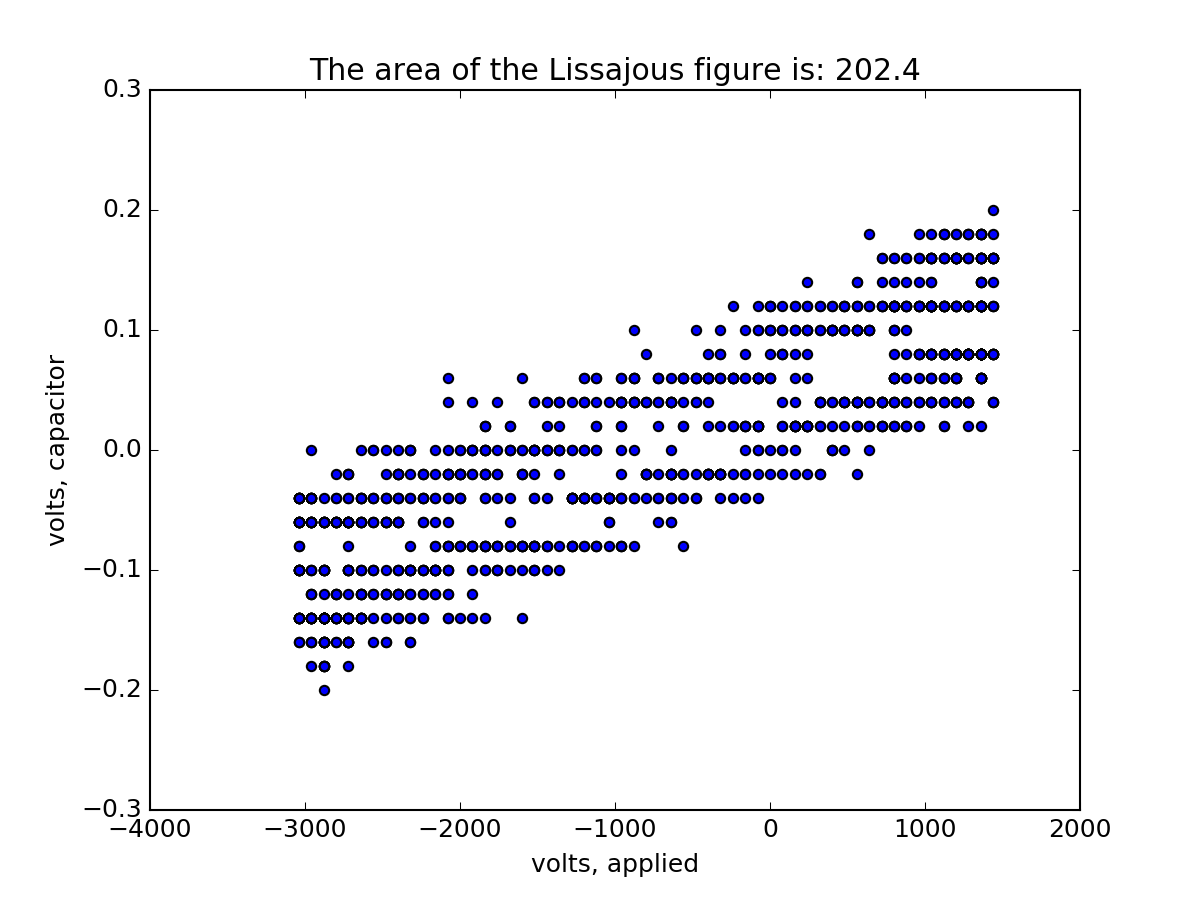 The area of the Lissajous figure is: 202.4
0.3
0.2
0.1
0.0
−0.1
−0.2
−0.3
volts, capacitor
−4000 −3000 −2000 −1000 0 1000 2000
volts, applied